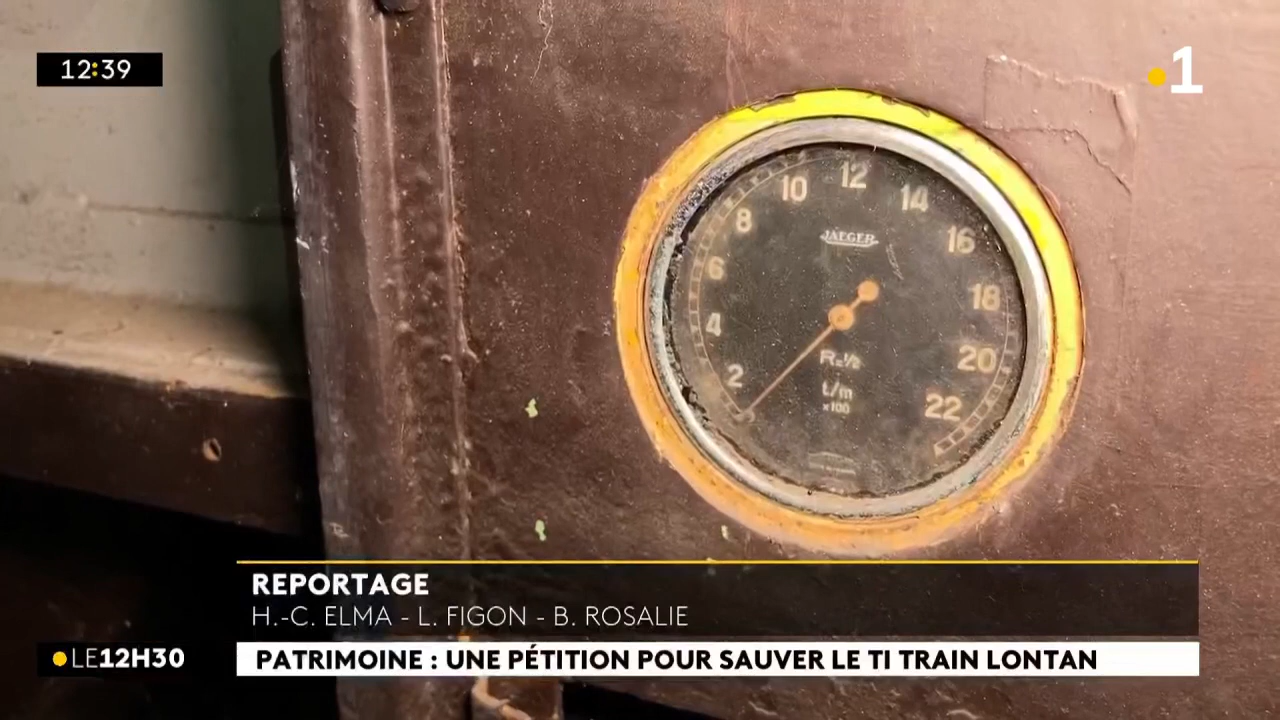 12:39
1
10
12
14
8
16
JAEGER
6
18
4
20
2
R=½
22
t/m
x100
REPORTAGE
H.-C. ELMA - L. FIGON - B. ROSALIE
LE12H30
PATRIMOINE : UNE PÉTITION POUR SAUVER LE TI TRAIN LONTAN